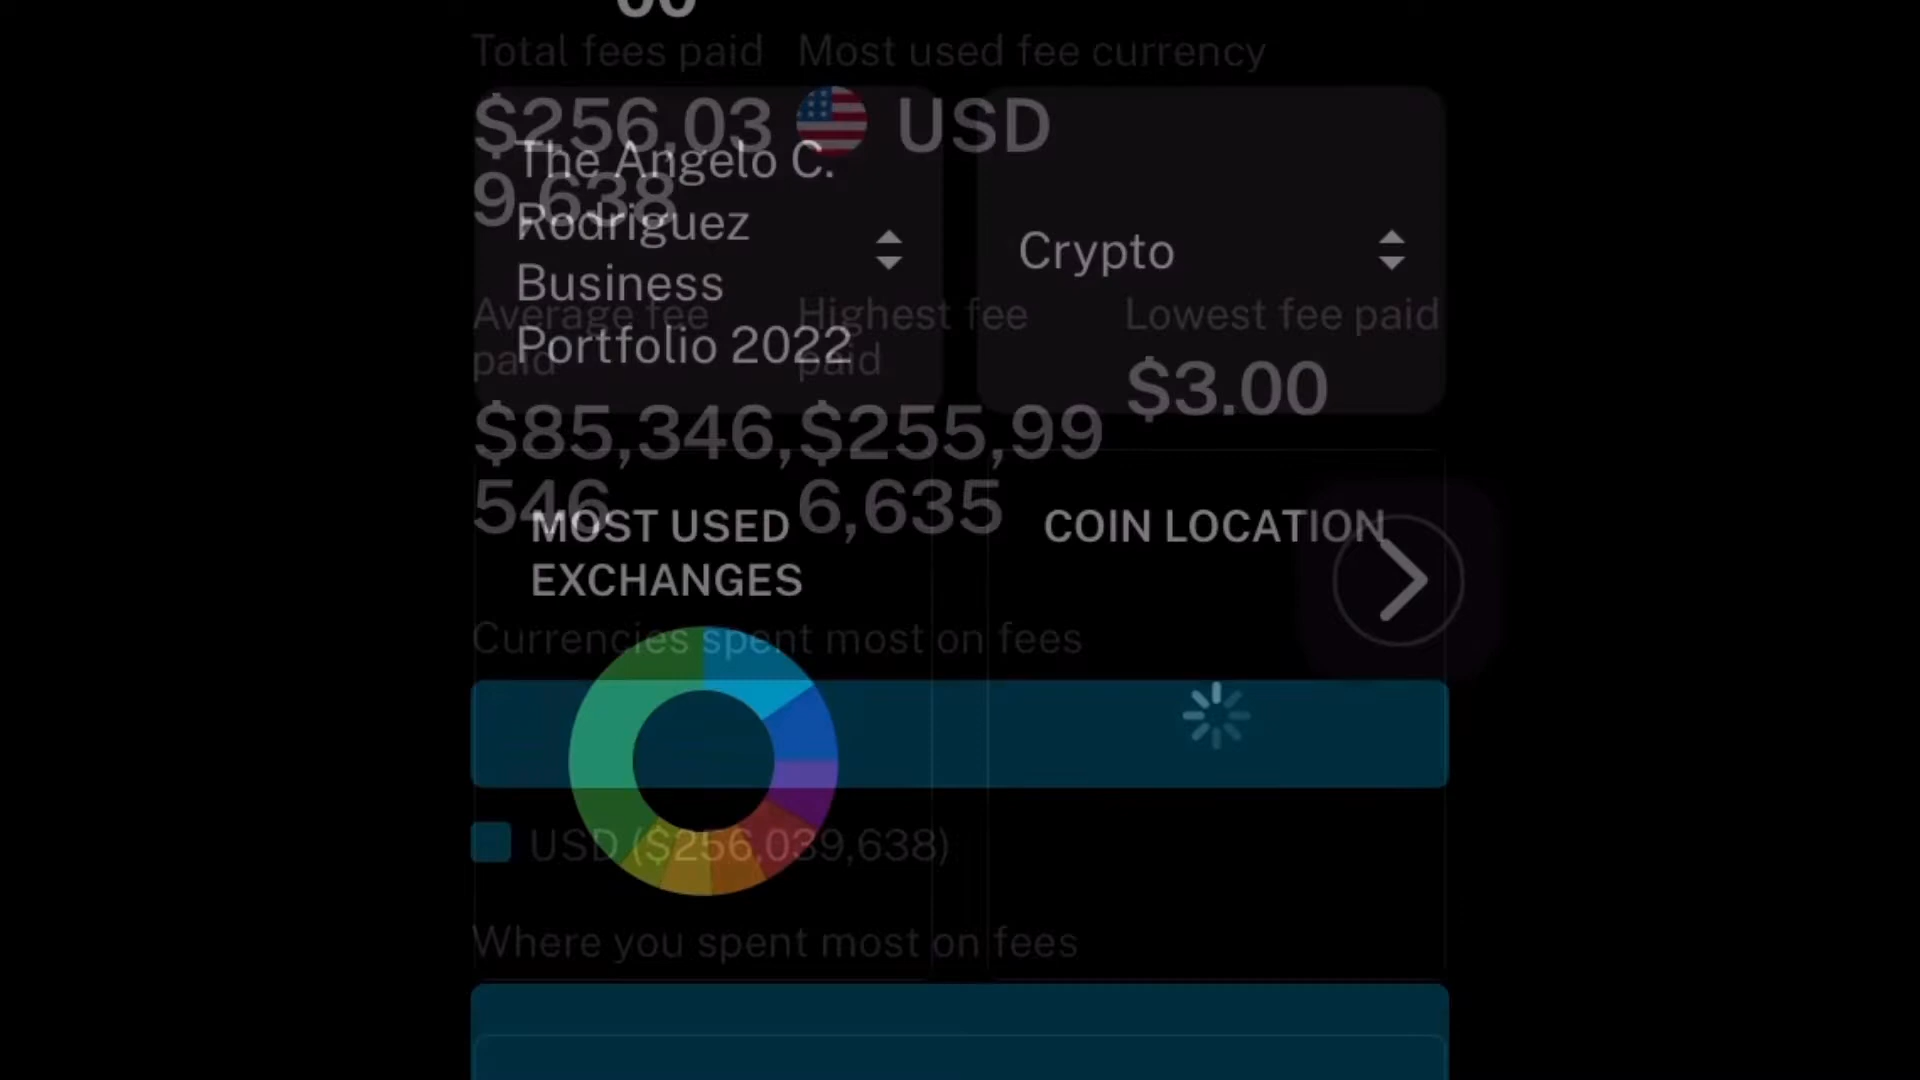 00
Total fees paid
Most used fee currency
$256,03
9,638
USD
The Angelo C.
Rodriguez
Business
Portfolio 2022
Crypto
Average fee
paid
Highest fee
paid
Lowest fee paid
$3.00
$85,346,
546
$255,99
6,635
MOST USED
EXCHANGES
COIN LOCATION
Currencies spent most on fees
USD ($256,039,638)
Where you spent most on fees